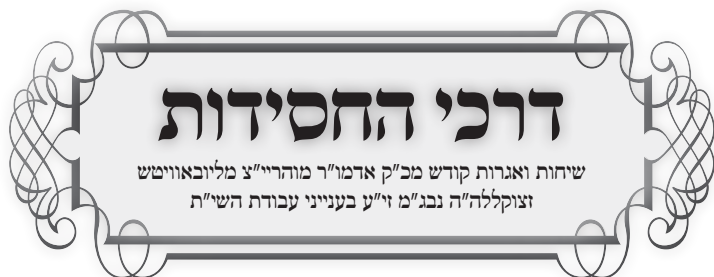 דרכי החסידות
שיחות ואגרות קודש מכ"ק אדמו"ר מוהריי"צ מליובאוויטש
זצוקללה"ה נבג"מ זי"ע בענייני עבודת השי"ת